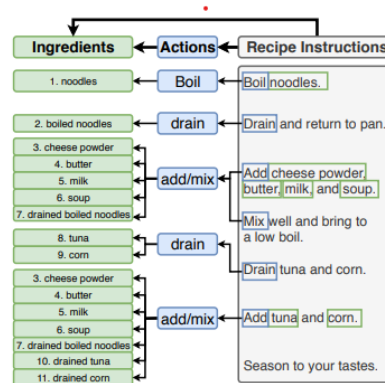 Ingredients
Actions
Recipe Instructions
1. noodles
Boil
Boil noodles.
2. boiled noodles
drain
Drain and return to pan.
3. cheese powder
4. butter
5. milk
6. soup
7. drained boiled noodles
add/mix
Add cheese powder,
butter, milk, and soup.
Mix well and bring to
a low boil.
8. tuna
9. corn
drain
Drain tuna and corn.
3. cheese powder
4. butter
5. milk
6. soup
7. drained boiled noodles
10. drained tuna
11. drained corn
add/mix
Add tuna and corn.
Season to your tastes.